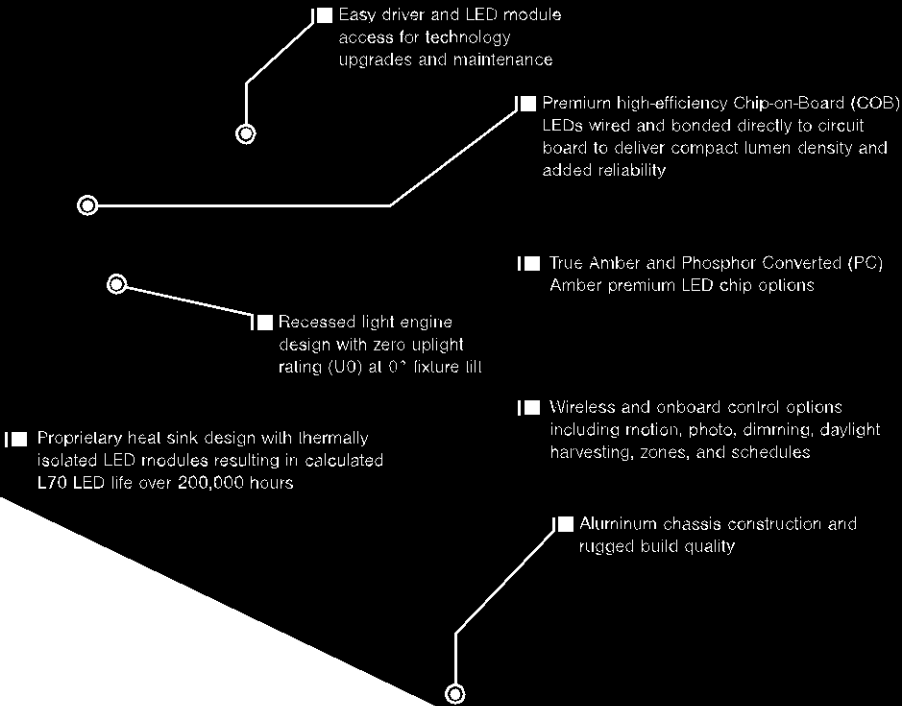 Easy driver and LED module
access for technology
upgrades and maintenance
Premium high-efficiency Chip-on-Board (COB)
LEDs wired and bonded directly to circuit
board to deliver compact lumen density and
added reliability
True Amber and Phosphor Converted (PC)
Amber premium LED chip options
Recessed light engine
design with zero uplight
rating (U0) at 0° fixture tilt
Wireless and onboard control options
including motion, photo, dimming, daylight
harvesting, zones, and schedules
Proprietary heat sink design with thermally
isolated LED modules resulting in calculated
L70 LED life over 200,000 hours
Aluminum chassis construction and
rugged build quality